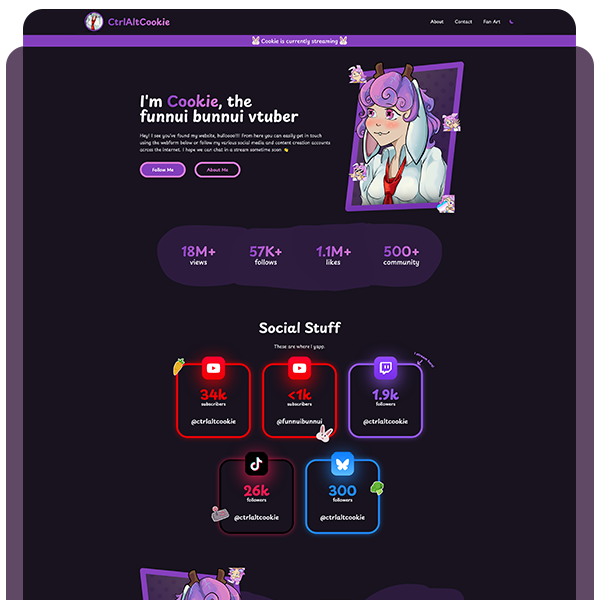 CtrlAltCookie
About
Contact
Fan Art
Cookie is currently streaming
I'm Cookie, the
funnui bunnui vtuber
Hey! I see you've found my website, hulloooo!!! From here you can easily get in touch
using the webform below or follow my various social media and content creation accounts
across the internet. I hope we can chat in a stream sometime soon
Follow Me
About Me
18M+
views
57K+
follows
1.1M+
likes
500+
community
Social Stuff
These are where I yapp.
34k
subscribers
@ctrlaltcookie
<1k
subscribers
@funnuibunnui
1.9k
followers
@ctrlaltcookie
26k
followers
@ctrlaltcookie
300
followers
@ctrlaltcookie